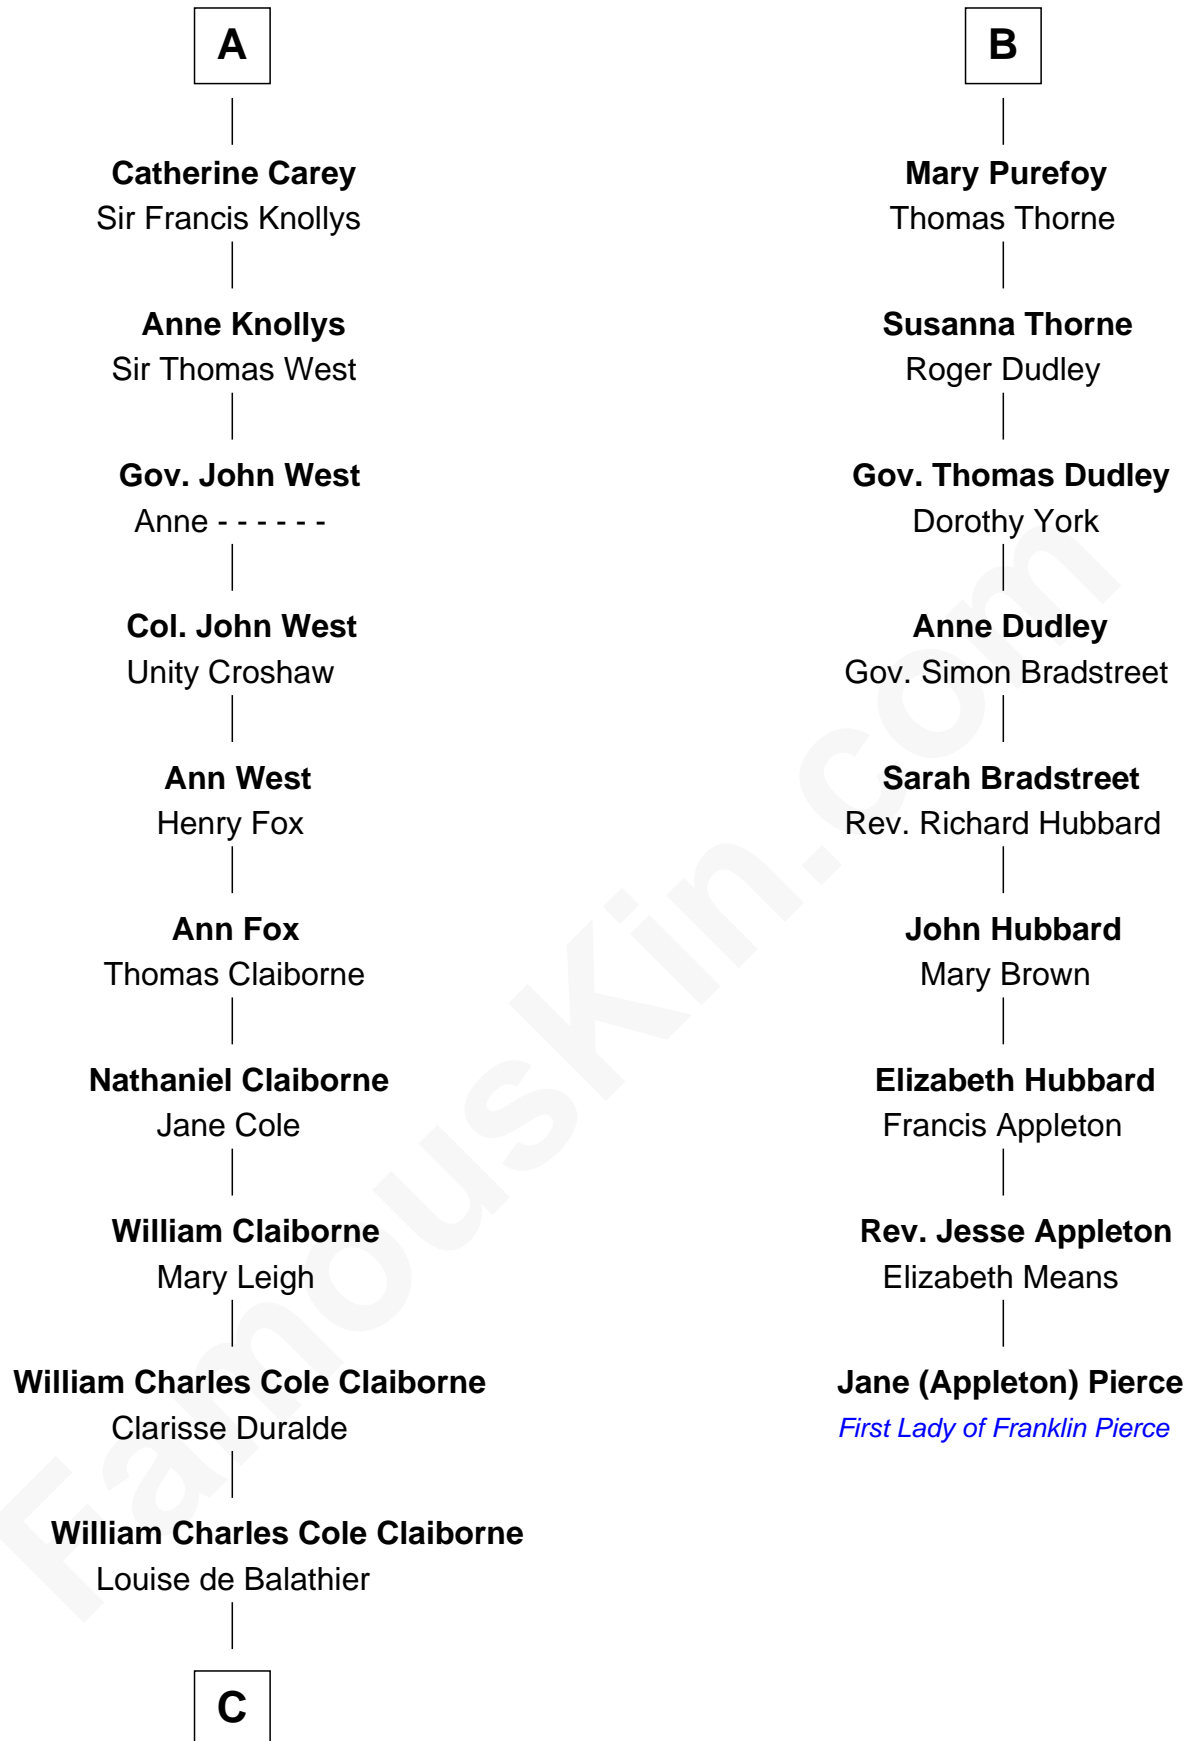 A
Catherine Carey
Sir Francis Knollys
Anne Knollys
Sir Thomas West
Gov. John West
Anne - - - - - -
Col. John West
Unity Croshaw
Ann West
Henry Fox
Ann Fox
Thomas Claiborne
Nathaniel Claiborne
Jane Cole
William Claiborne
Mary Leigh
William Charles Cole Claiborne
Clarisse Duralde
William Charles Cole Claiborne
Louise de Balathier
C
B
Mary Purefoy
Thomas Thorne
Susanna Thorne
Roger Dudley
Gov. Thomas Dudley
Dorothy York
Anne Dudley
Gov. Simon Bradstreet
Sarah Bradstreet
Rev. Richard Hubbard
John Hubbard
Mary Brown
Elizabeth Hubbard
Francis Appleton
Rev. Jesse Appleton
Elizabeth Means
Jane (Appleton) Pierce
First Lady of Franklin Pierce
FamousKin.com